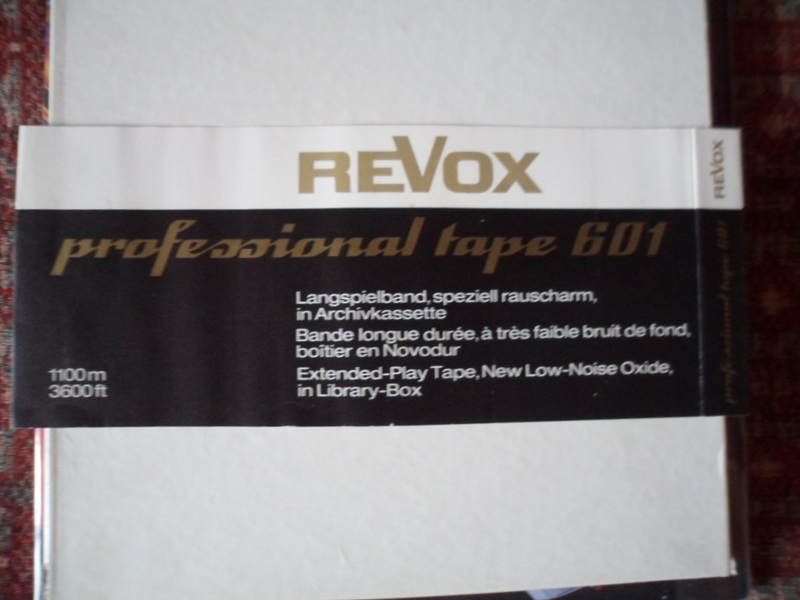 REVOX
REVOX
professional tape 601
professional tape 601
Langspielband, speziell rauscharm,
in Archivkassette
Bande longue durée, à très faible bruit de fond,
boîtier en Novodur
1100 m
3600 ft
Extended-Play Tape, New Low-Noise Oxide,
in Library-Box